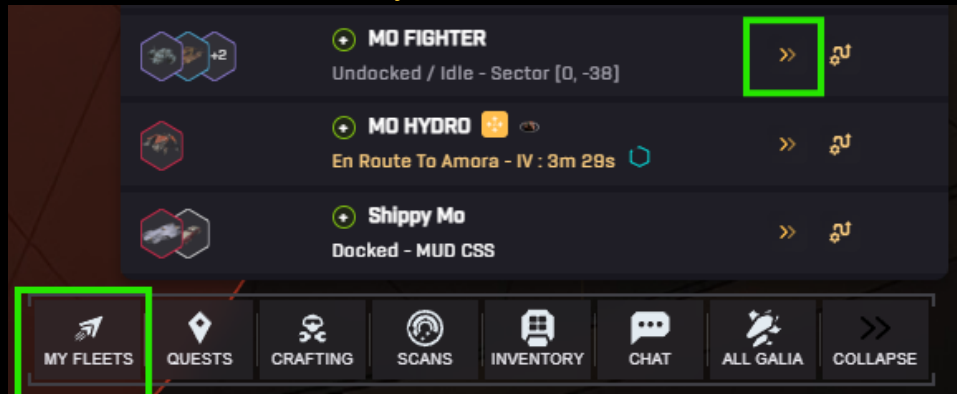 +2
MO FIGHTER
Undocked / Idle - Sector [0, -38]
MO HYDRO
En Route To Amora - IV : 3m 29s
Shippy Mo
Docked - MUD CSS
MY FLEETS
QUESTS
CRAFTING
SCANS
INVENTORY
CHAT
ALL GALIA
COLLAPSE